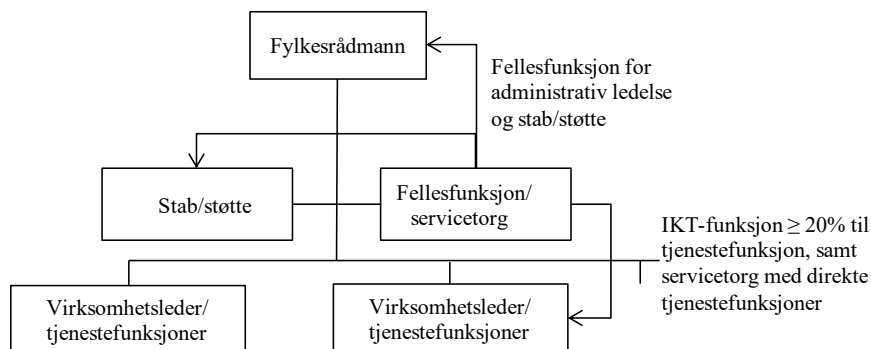 Fylkesrådmann
Fellesfunksjon for
administrativ ledelse
og stab/støtte
Stab/støtte
Fellesfunksjon/
servicetorg
IKT-funksjon ≥ 20% til
tjenestefunksjon, samt
servicetorg med direkte
tjenestefunksjoner
Virksomhetsleder/
tjenestefunksjoner
Virksomhetsleder/
tjenestefunksjoner